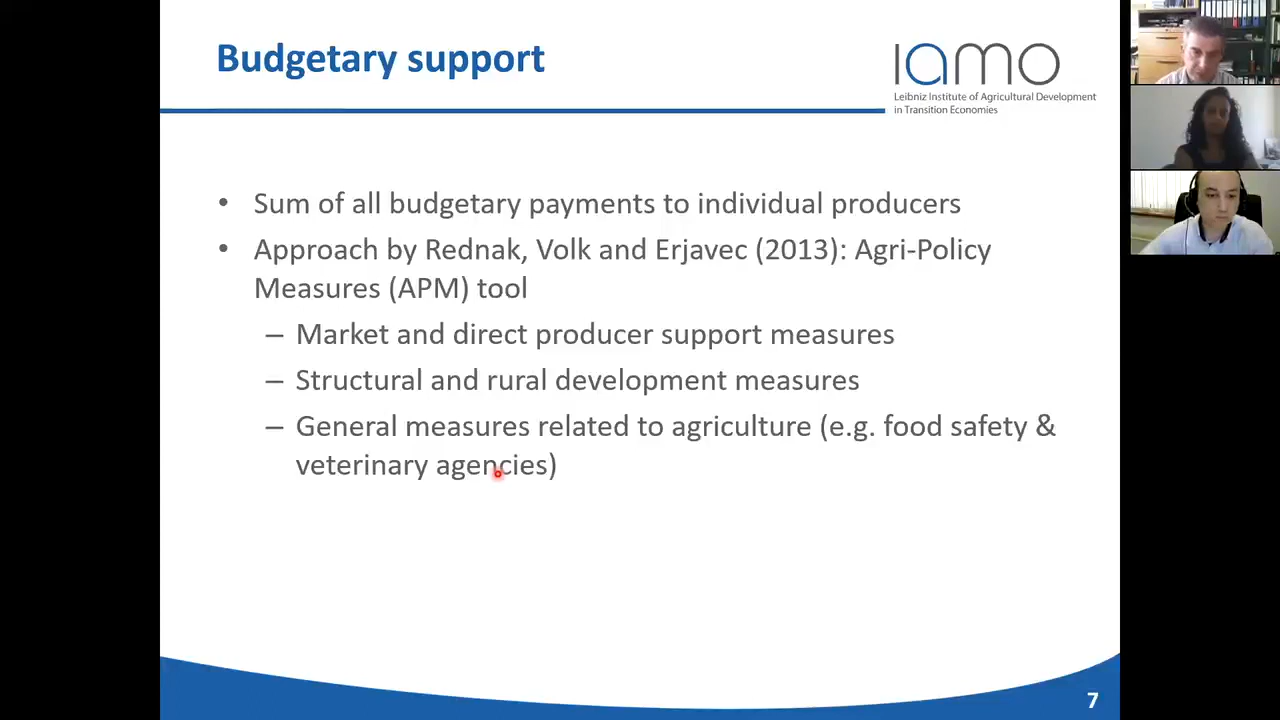 Budgetary support
iamo
Leibniz Institute of Agricultural Development
in Transition Economies
• Sum of all budgetary payments to individual producers
• Approach by Rednak, Volk and Erjavec (2013): Agri-Policy
Measures (APM) tool
– Market and direct producer support measures
– Structural and rural development measures
– General measures related to agriculture (e.g. food safety &
veterinary agencies)
7